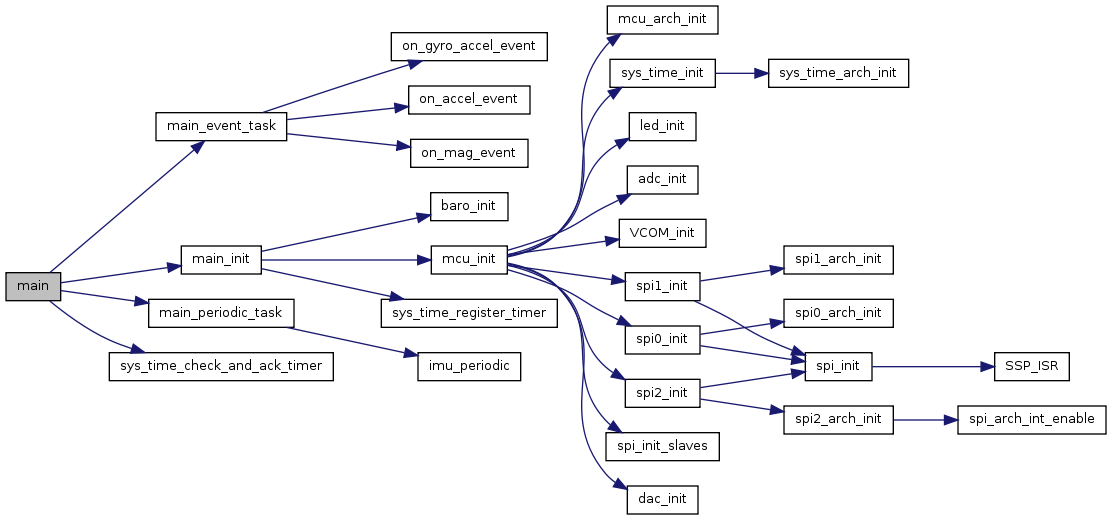 main
main_event_task
on_gyro_accel_event
on_accel_event
on_mag_event
main_init
baro_init
mcu_init
sys_time_register_timer
main_periodic_task
imu_periodic
sys_time_check_and_ack_timer
mcu_arch_init
sys_time_init
sys_time_arch_init
led_init
adc_init
VCOM_init
spi1_init
spi1_arch_init
spi0_init
spi0_arch_init
spi_init
SSP_ISR
spi2_init
spi2_arch_init
spi_arch_int_enable
spi_init_slaves
dac_init